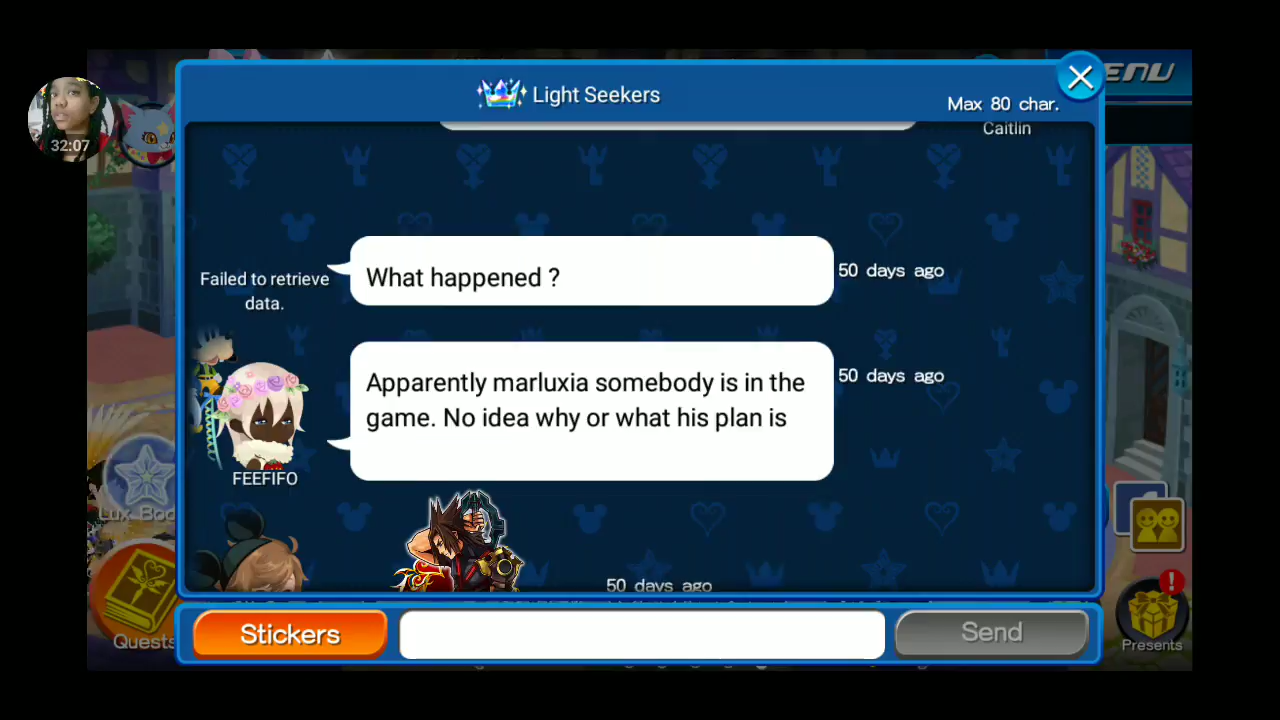 ENU
Light Seekers
Max 80 char.
Caitlin
32:07
What happened ?
50 days ago
Failed to retrieve
data.
Apparently marluxia somebody is in the
game. No idea why or what his plan is
50 days ago
FEEFIFO
Lux Boo
50 days ago
Quests
Stickers
Send
Presents